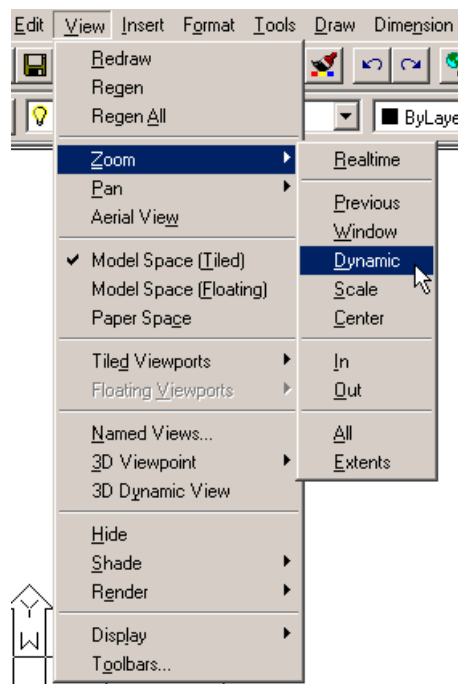 Edit View Insert Format Tools Draw Dimension
ByLaye
Redraw
Regen
Regen All
Zoom
Pan
Aerial View
Model Space (Tiled)
Model Space (Floating)
Paper Space
Tiled Viewports
Floating Viewports
Named Views...
3D Viewpoint
3D Dynamic View
Hide
Shade
Render
Display
Toolbars...
Realtime
Previous
Window
Dynamic
Scale
Center
In
Out
All
Extents
Y
W